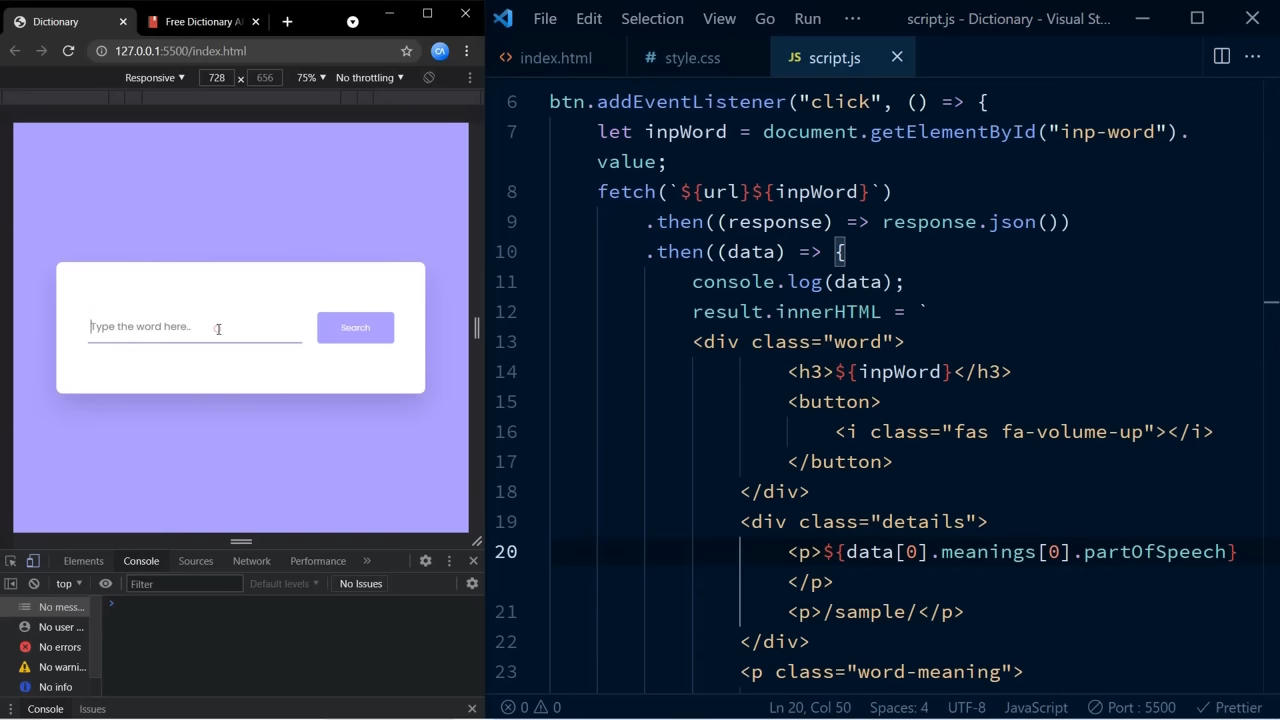 Dictionary
Free Dictionary A
127.0.0.1:5500/index.html
CA
Responsive 728 × 656 75% No throttling
Type the word here..
Search
Elements Console Sources Network Performance »
top Filter Default levels No Issues
No mess...
No user ...
No errors
No warni...
No info
>
Console Issues
File Edit Selection View Go Run ··· script.js - Dictionary - Visual St...
<> index.html # style.css JS script.js
6 btn.addEventListener("click", () => {
7 let inpWord = document.getElementById("inp-word").
value;
8 fetch(`${url}${inpWord}`)
9 .then((response) => response.json())
10 .then((data) => {
11 console.log(data);
12 result.innerHTML = `
13 <div class="word">
14 <h3>${inpWord}</h3>
15 <button>
16 <i class="fas fa-volume-up"></i>
17 </button>
18 </div>
19 <div class="details">
20 <p>${data[0].meanings[0].partOfSpeech}
</p>
21 <p>/sample/</p>
22 </div>
23 <p class="word-meaning">
0 0 Ln 20, Col 50 Spaces: 4 UTF-8 JavaScript Port : 5500 Prettier